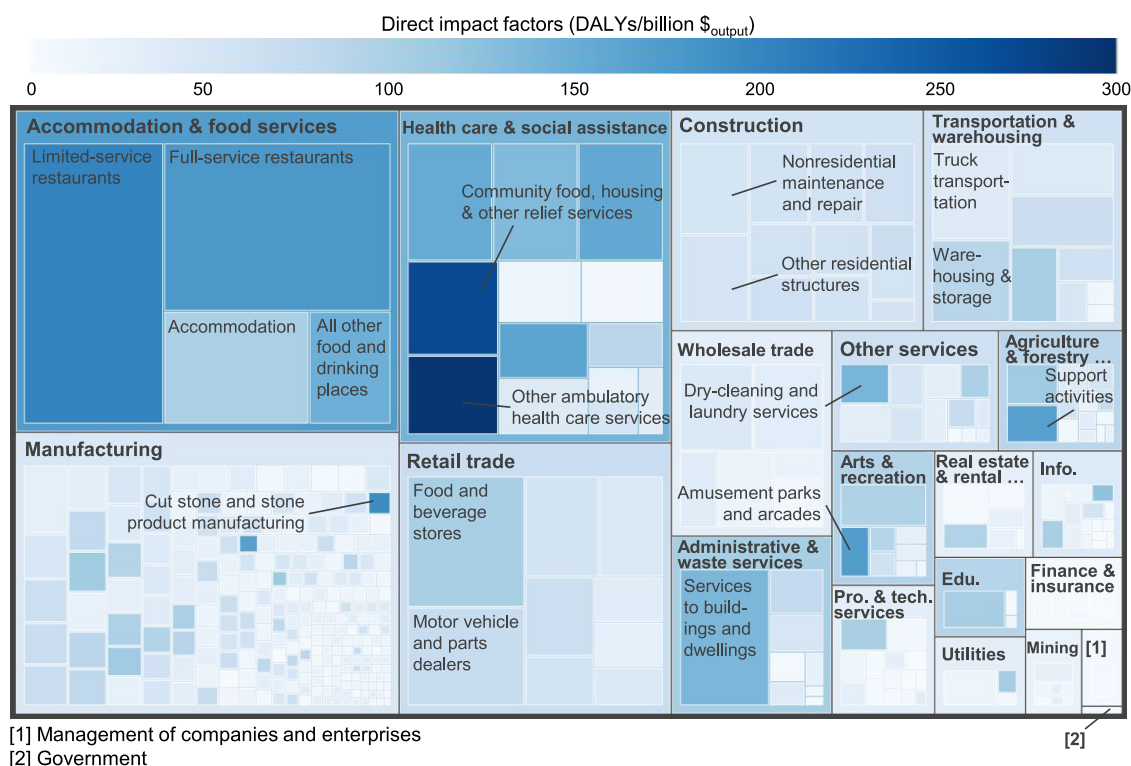 Direct impact factors (DALYs/billion $output)
0 50 100 150 200 250 300
Accommodation & food services
Limited-service
restaurants
Full-service restaurants
Accommodation
All other
food and
drinking
places
Health care & social assistance
Community food, housing
& other relief services
Other ambulatory
health care services
Construction
Nonresidential
maintenance
and repair
Other residential
structures
Transportation &
warehousing
Truck
transport-
tation
Ware-
housing &
storage
Manufacturing
Cut stone and stone
product manufacturing
Retail trade
Food and
beverage
stores
Motor vehicle
and parts
dealers
Wholesale trade
Dry-cleaning and
laundry services
Amusement parks
and arcades
Other services
Agriculture
& forestry ...
Support
activities
Administrative &
waste services
Services
to build-
ings and
dwellings
Arts &
recreation
Real estate
& rental ...
Info.
Pro. & tech.
services
Edu.
Finance &
insurance
Utilities
Mining
[1]
[2]
[1] Management of companies and enterprises
[2] Government